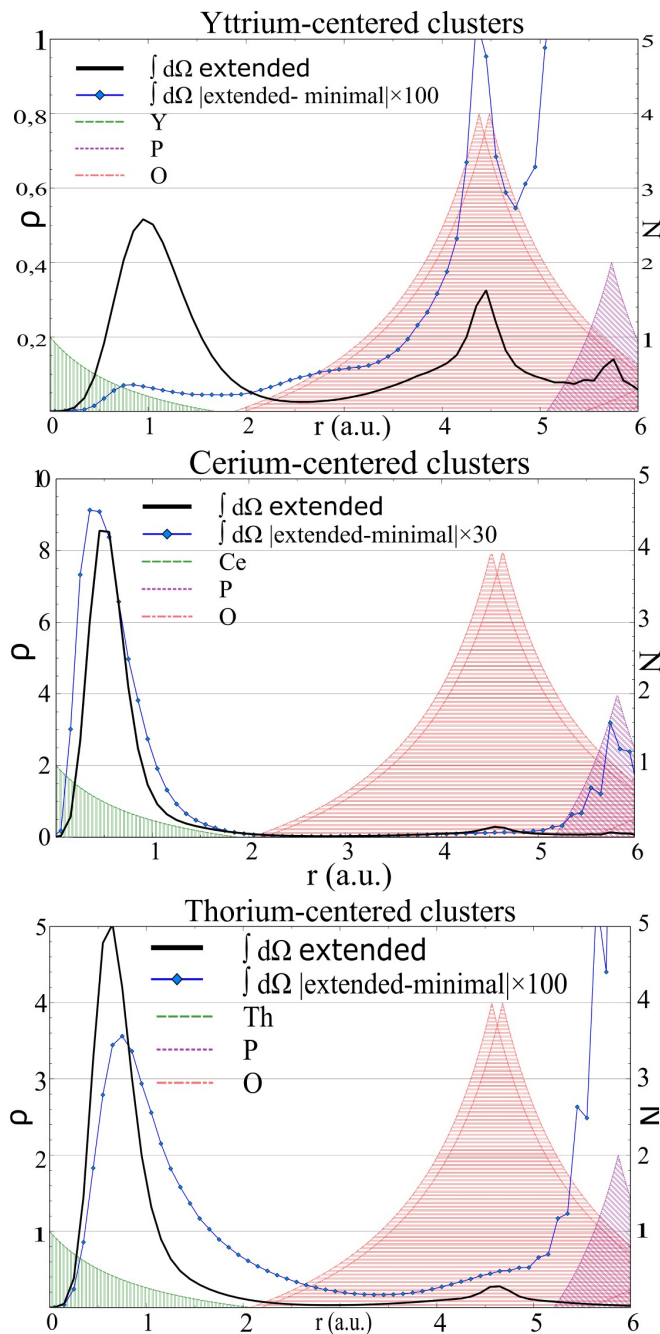 Yttrium-centered clusters
∫ dΩ extended
∫ dΩ |extended- minimal|×100
Y
P
O
1
0,8
0,6
0,4
0,2
ρ
5
4
3
2
1
N
0 1 2 3 4 5 6
r (a.u.)
Cerium-centered clusters
∫ dΩ extended
∫ dΩ |extended-minimal|×30
Ce
P
O
10
8
6
4
2
0
ρ
5
4
3
2
1
N
0 1 2 3 4 5 6
r (a.u.)
Thorium-centered clusters
∫ dΩ extended
∫ dΩ |extended-minimal|×100
Th
P
O
5
4
3
2
1
ρ
5
4
3
2
1
N
0 1 2 3 4 5 6
r (a.u.)